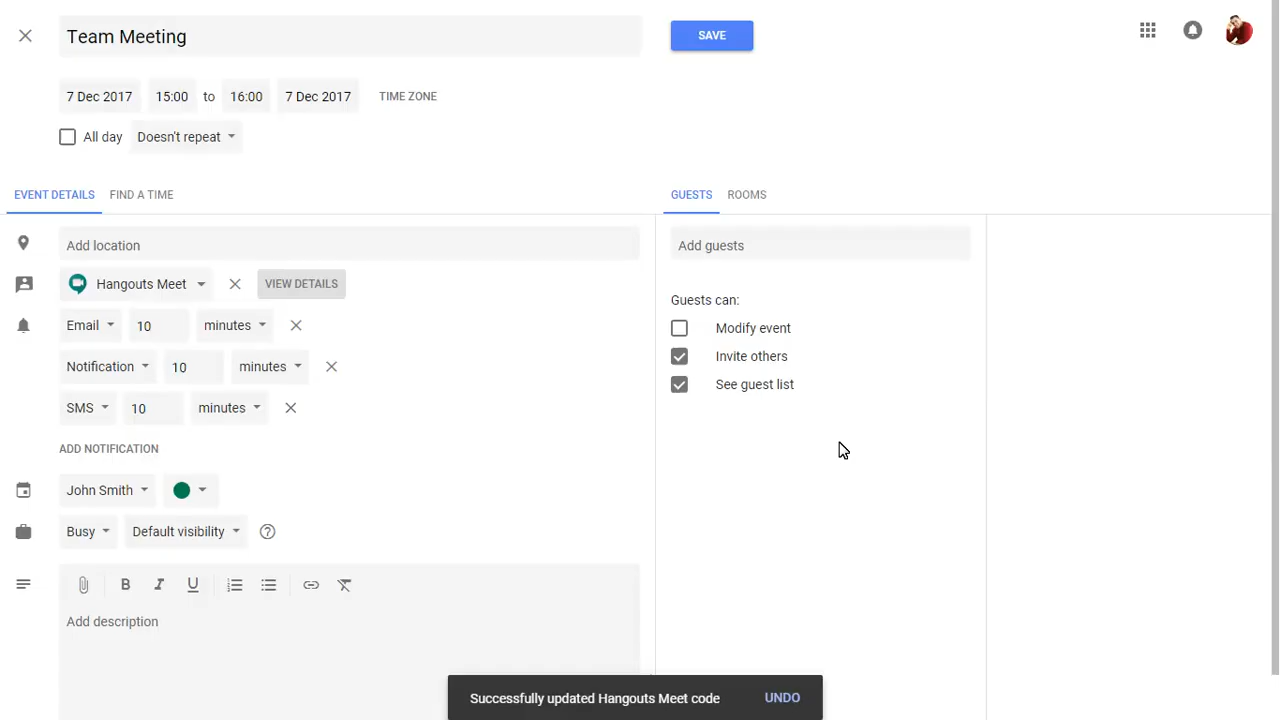 Team Meeting
SAVE
7 Dec 2017 15:00 to 16:00 7 Dec 2017 TIME ZONE
All day Doesn't repeat
EVENT DETAILS FIND A TIME
GUESTS ROOMS
Add location
Hangouts Meet VIEW DETAILS
Email 10 minutes
Notification 10 minutes
SMS 10 minutes
ADD NOTIFICATION
John Smith
Busy Default visibility
B I U
Add description
Add guests
Guests can:
Modify event
Invite others
See guest list
Successfully updated Hangouts Meet code UNDO